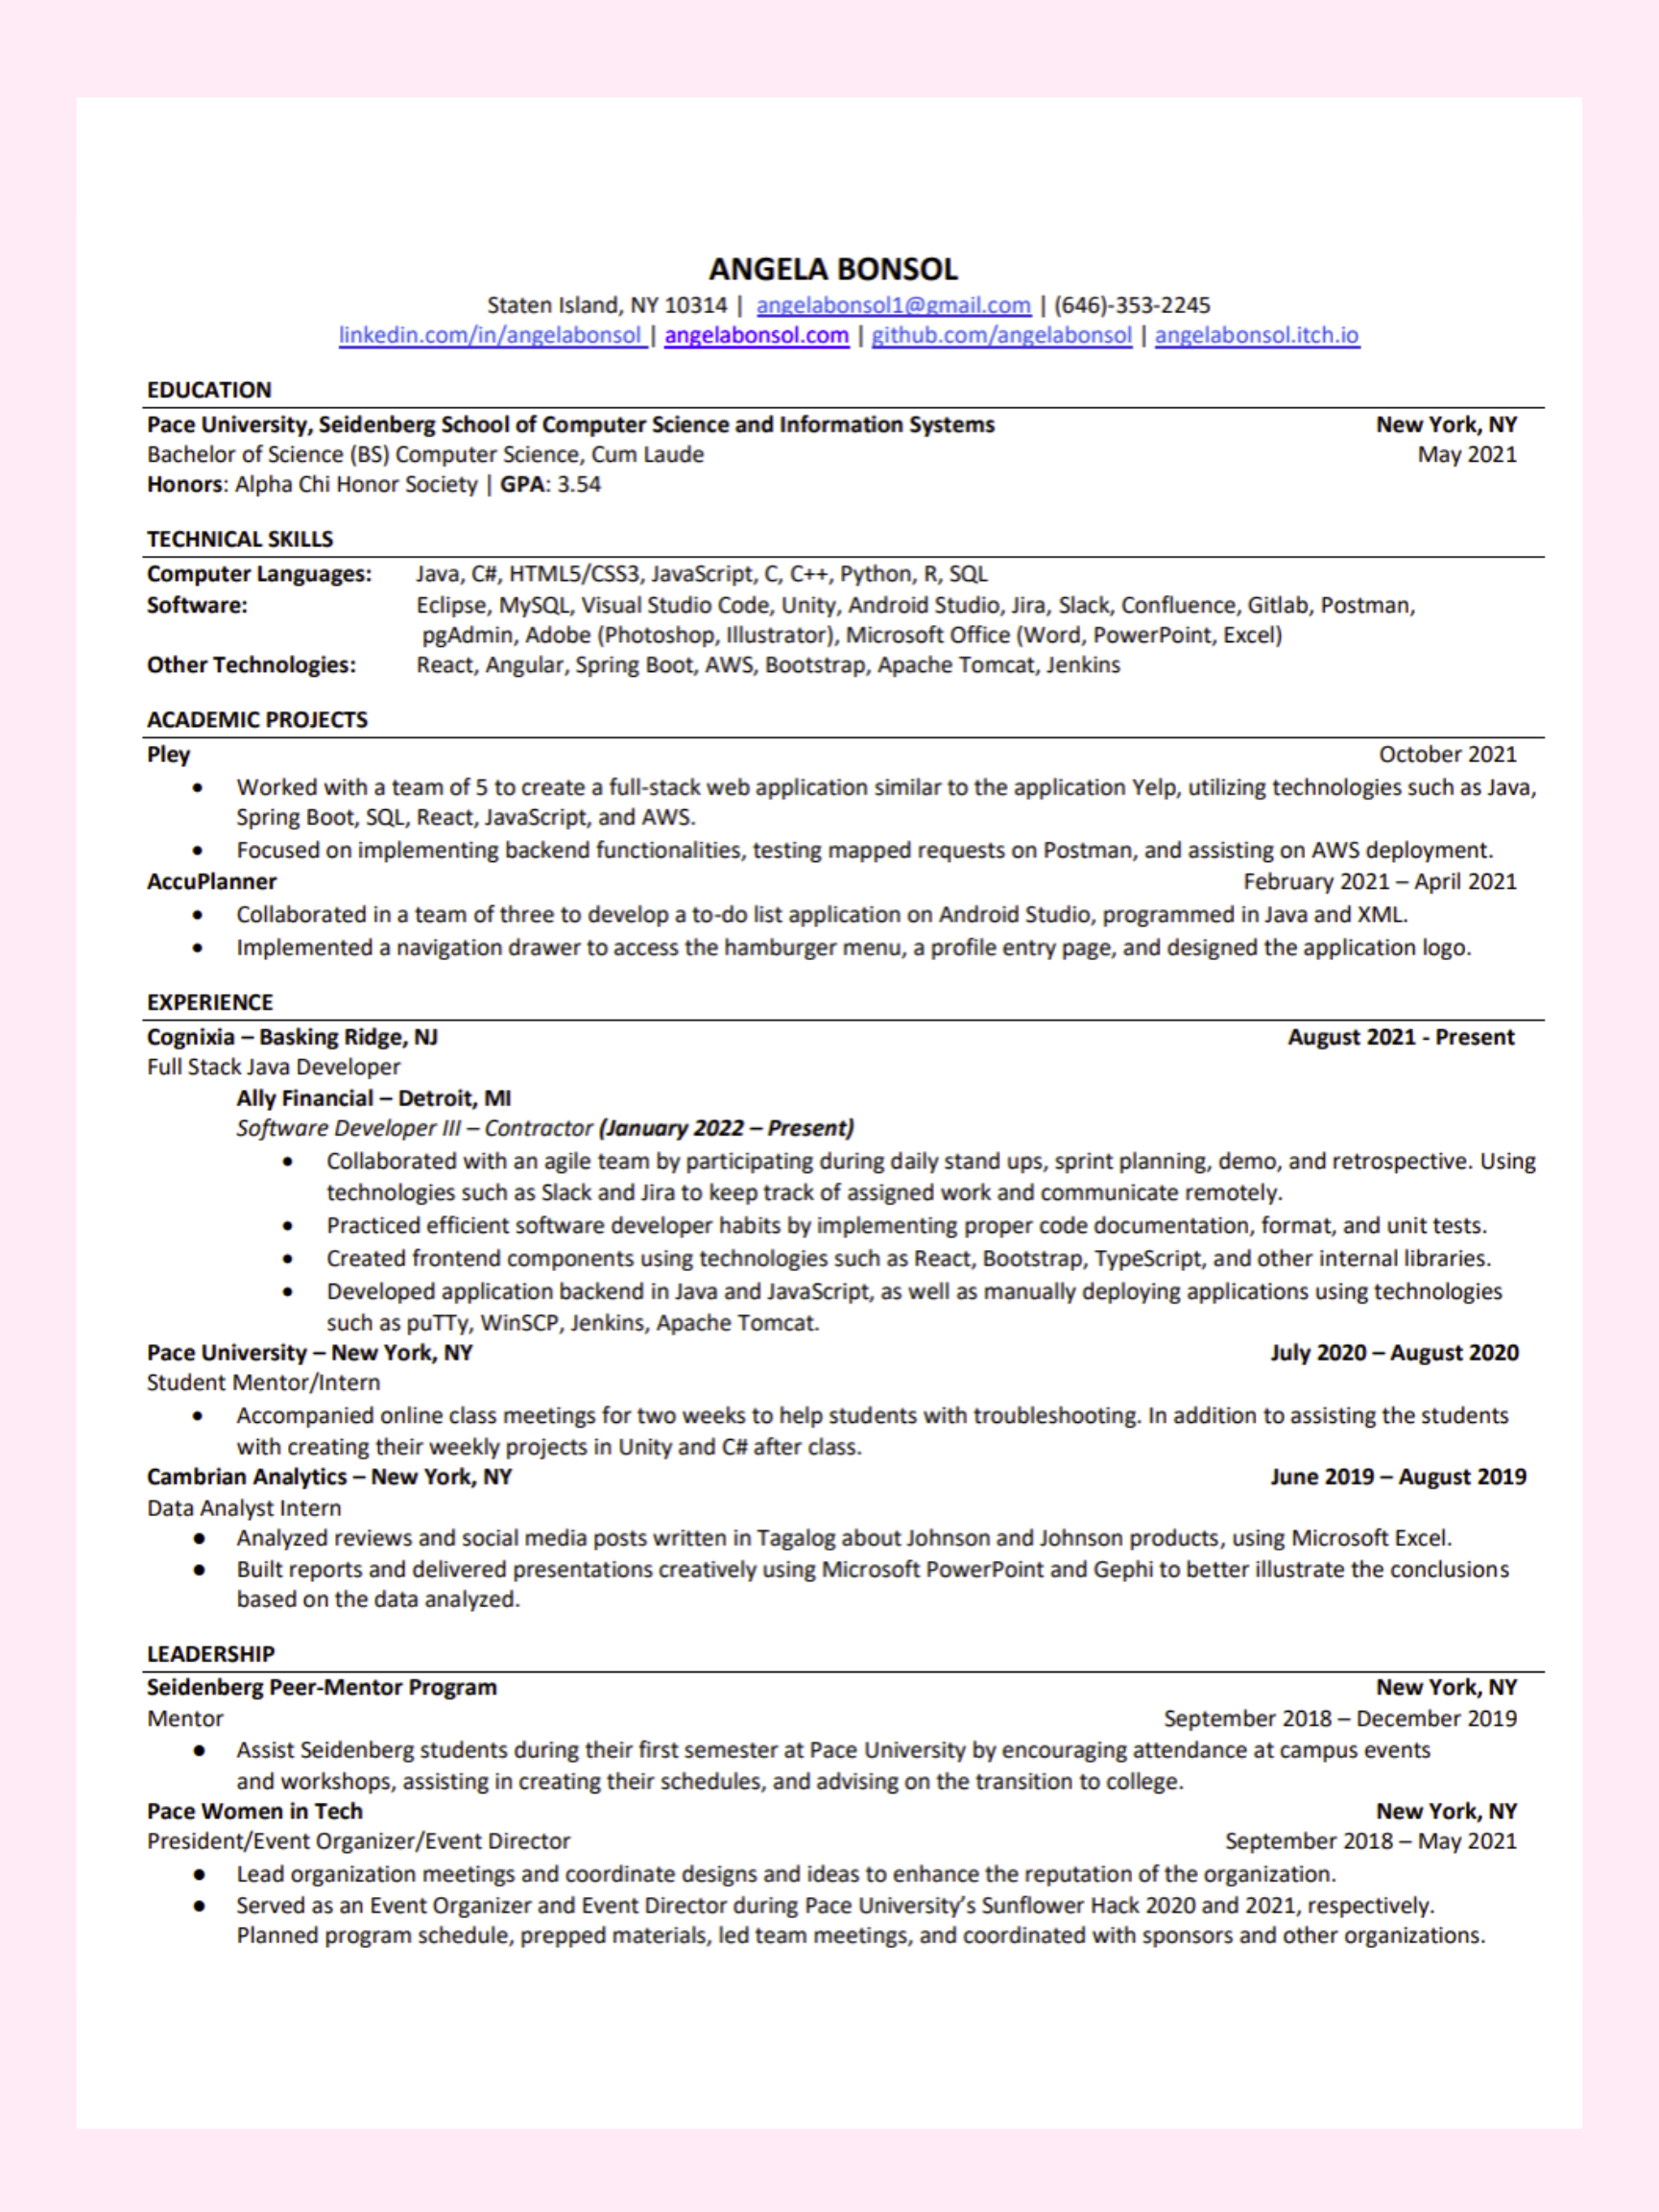 ANGELA BONSOL
Staten Island, NY 10314 | angelabonsol1@gmail.com | (646)-353-2245
linkedin.com/in/angelabonsol | angelabonsol.com | github.com/angelabonsol | angelabonsol.itch.io
EDUCATION
Pace University, Seidenberg School of Computer Science and Information Systems New York, NY
Bachelor of Science (BS) Computer Science, Cum Laude May 2021
Honors: Alpha Chi Honor Society | GPA: 3.54
TECHNICAL SKILLS
Computer Languages: Java, C#, HTML5/CSS3, JavaScript, C, C++, Python, R, SQL
Software: Eclipse, MySQL, Visual Studio Code, Unity, Android Studio, Jira, Slack, Confluence, Gitlab, Postman,
pgAdmin, Adobe (Photoshop, Illustrator), Microsoft Office (Word, PowerPoint, Excel)
Other Technologies: React, Angular, Spring Boot, AWS, Bootstrap, Apache Tomcat, Jenkins
ACADEMIC PROJECTS
Pley October 2021
• Worked with a team of 5 to create a full-stack web application similar to the application Yelp, utilizing technologies such as Java,
Spring Boot, SQL, React, JavaScript, and AWS.
• Focused on implementing backend functionalities, testing mapped requests on Postman, and assisting on AWS deployment.
AccuPlanner February 2021 – April 2021
• Collaborated in a team of three to develop a to-do list application on Android Studio, programmed in Java and XML.
• Implemented a navigation drawer to access the hamburger menu, a profile entry page, and designed the application logo.
EXPERIENCE
Cognixia – Basking Ridge, NJ August 2021 - Present
Full Stack Java Developer
Ally Financial – Detroit, MI
Software Developer III – Contractor (January 2022 – Present)
• Collaborated with an agile team by participating during daily stand ups, sprint planning, demo, and retrospective. Using
technologies such as Slack and Jira to keep track of assigned work and communicate remotely.
• Practiced efficient software developer habits by implementing proper code documentation, format, and unit tests.
• Created frontend components using technologies such as React, Bootstrap, TypeScript, and other internal libraries.
• Developed application backend in Java and JavaScript, as well as manually deploying applications using technologies
such as puTTy, WinSCP, Jenkins, Apache Tomcat.
Pace University – New York, NY July 2020 – August 2020
Student Mentor/Intern
• Accompanied online class meetings for two weeks to help students with troubleshooting. In addition to assisting the students
with creating their weekly projects in Unity and C# after class.
Cambrian Analytics – New York, NY June 2019 – August 2019
Data Analyst Intern
• Analyzed reviews and social media posts written in Tagalog about Johnson and Johnson products, using Microsoft Excel.
• Built reports and delivered presentations creatively using Microsoft PowerPoint and Gephi to better illustrate the conclusions
based on the data analyzed.
LEADERSHIP
Seidenberg Peer-Mentor Program New York, NY
Mentor September 2018 – December 2019
• Assist Seidenberg students during their first semester at Pace University by encouraging attendance at campus events
and workshops, assisting in creating their schedules, and advising on the transition to college.
Pace Women in Tech New York, NY
President/Event Organizer/Event Director September 2018 – May 2021
• Lead organization meetings and coordinate designs and ideas to enhance the reputation of the organization.
• Served as an Event Organizer and Event Director during Pace University’s Sunflower Hack 2020 and 2021, respectively.
Planned program schedule, prepped materials, led team meetings, and coordinated with sponsors and other organizations.